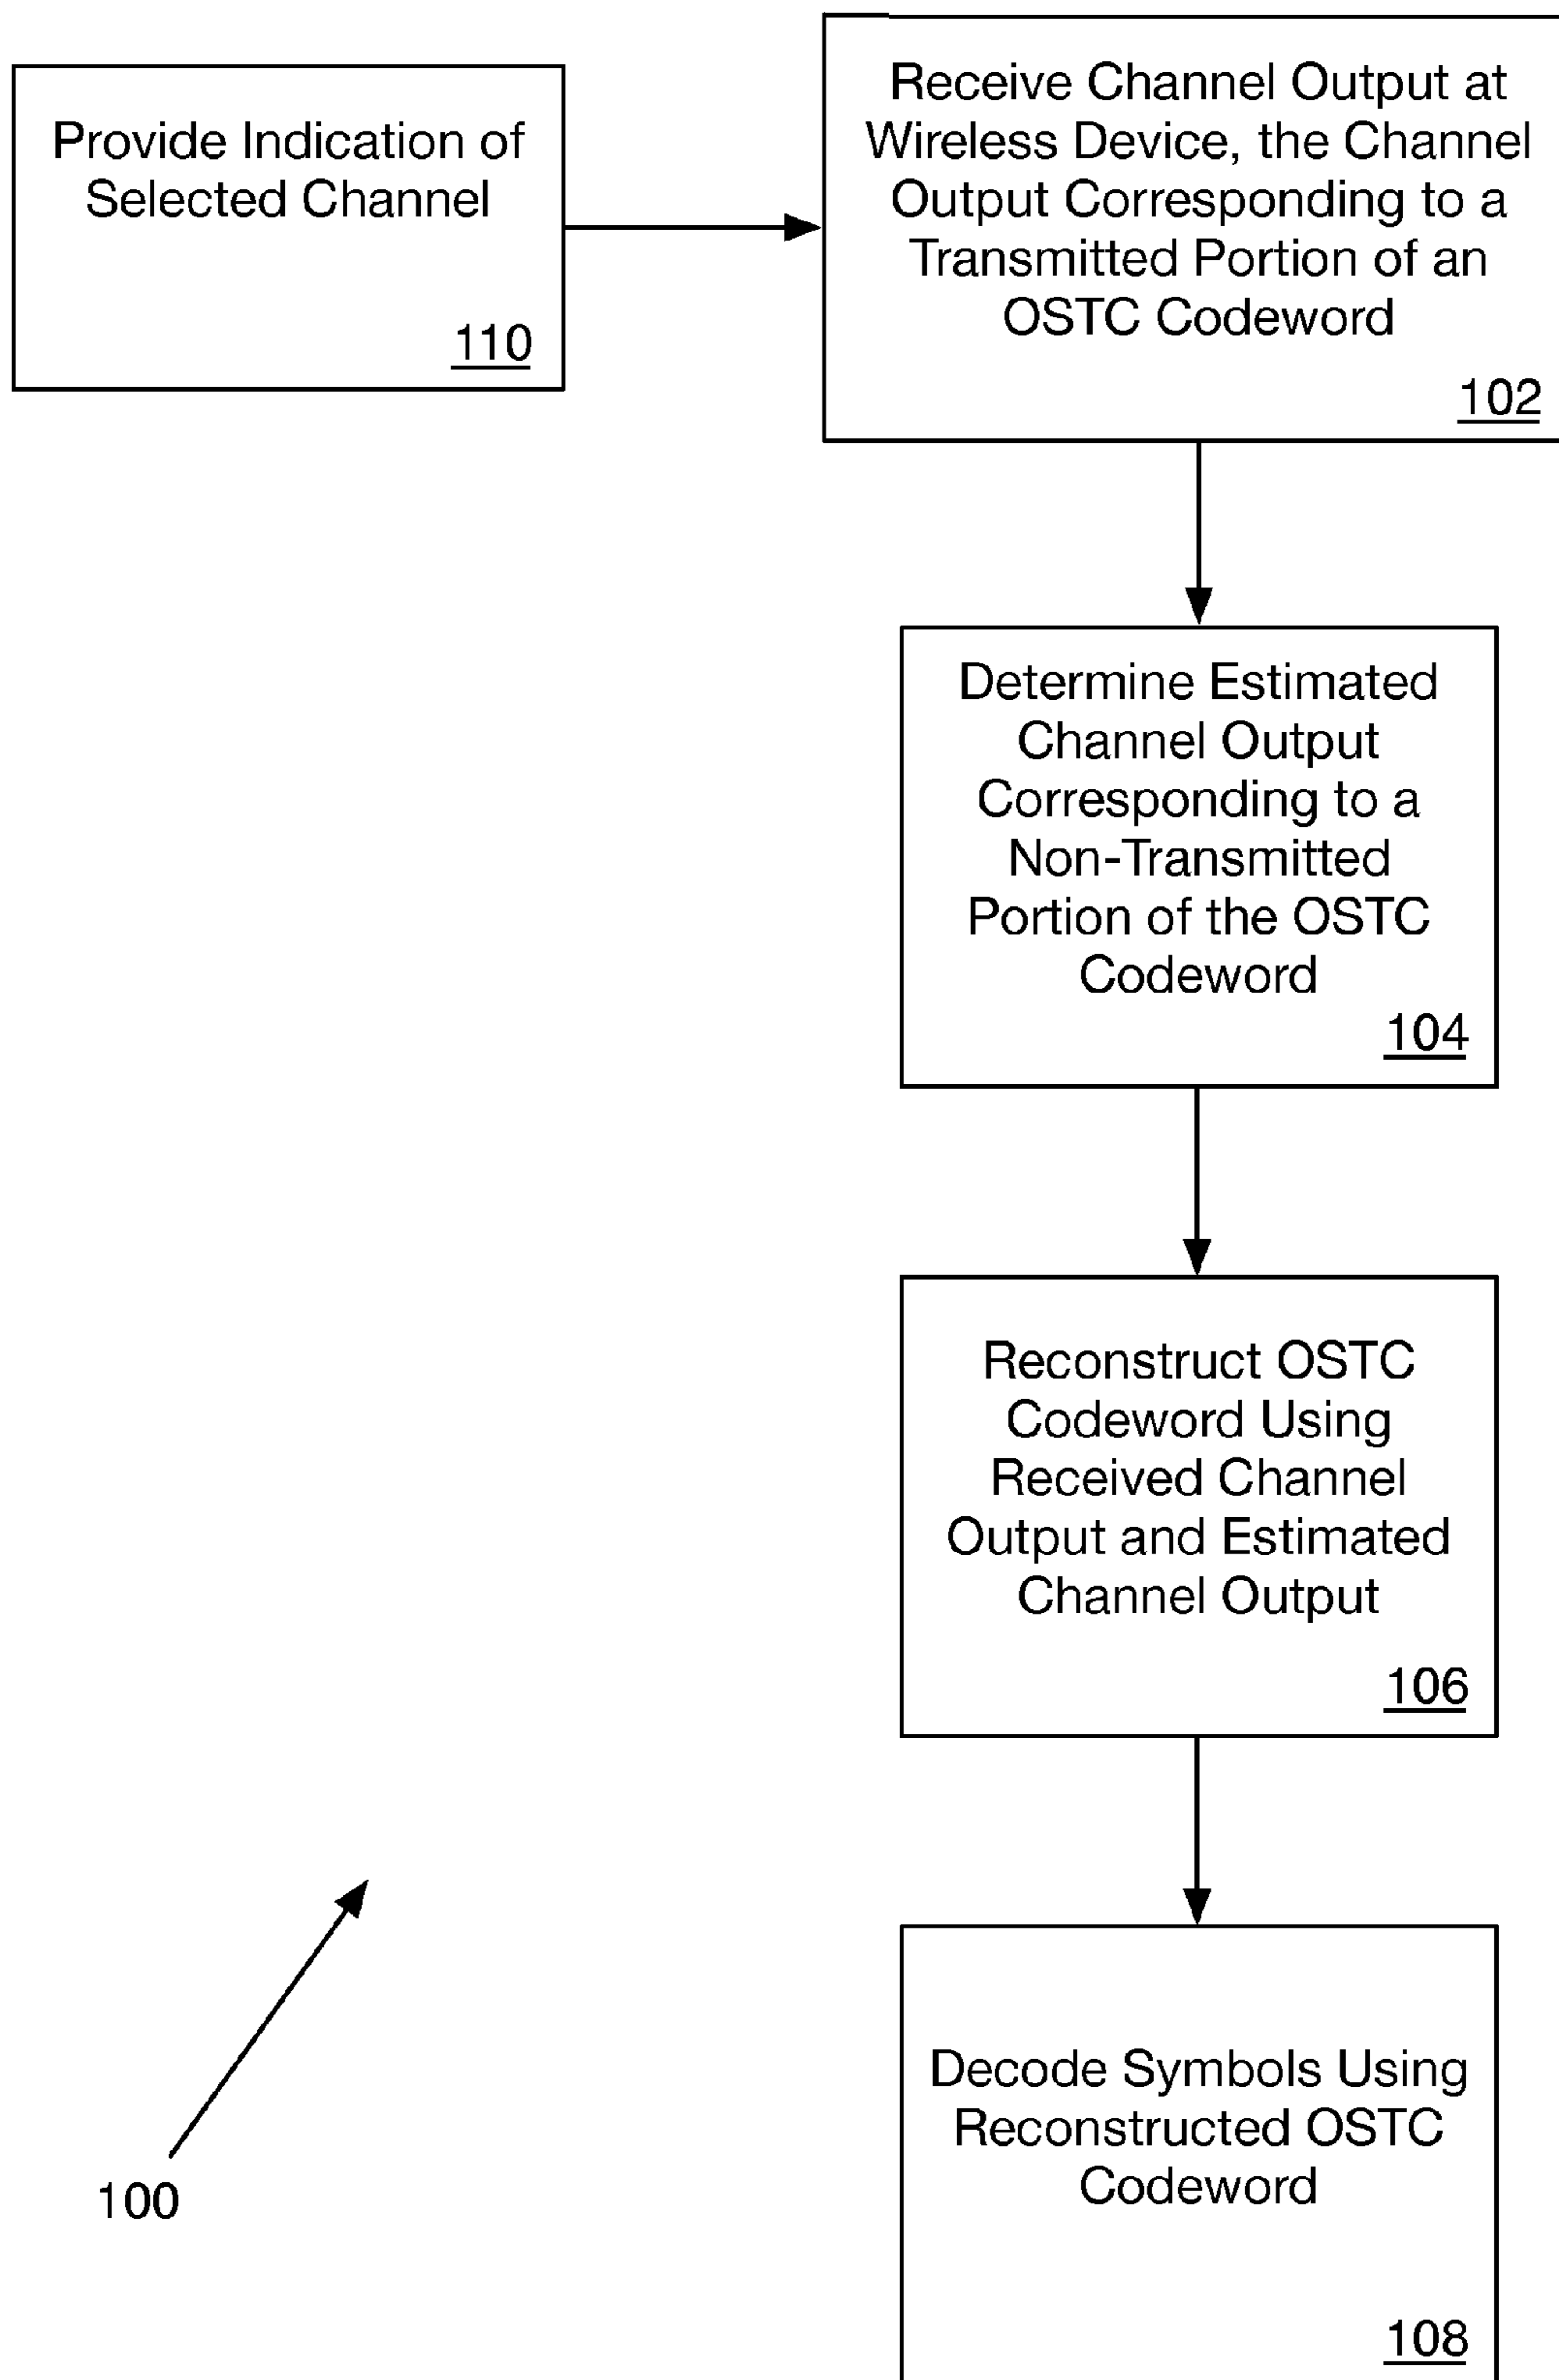 Provide Indication of
Selected Channel
110
Receive Channel Output at
Wireless Device, the Channel
Output Corresponding to a
Transmitted Portion of an
OSTC Codeword
102
Determine Estimated
Channel Output
Corresponding to a
Non-Transmitted
Portion of the OSTC
Codeword
104
Reconstruct OSTC
Codeword Using
Received Channel
Output and Estimated
Channel Output
106
Decode Symbols Using
Reconstructed OSTC
Codeword
108
100